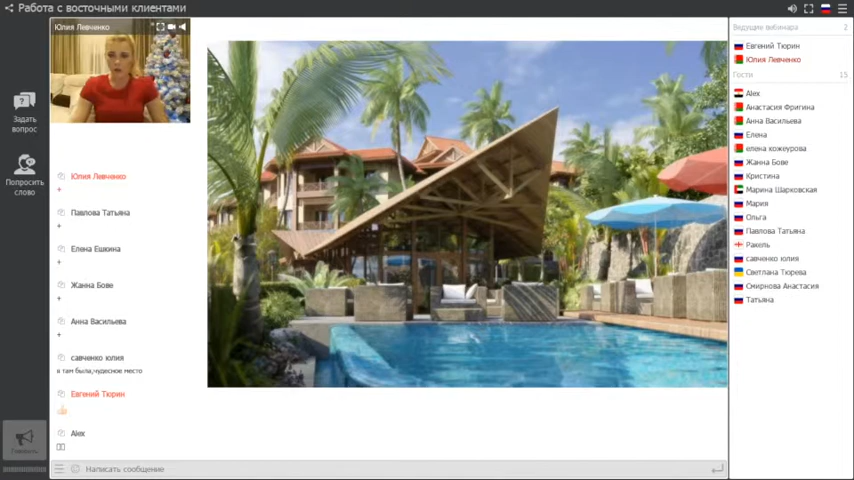 Работа с восточными клиентами
Юлия Левченко
Задать
вопрос
Попросить
слово
Юлия Левченко
+
Павлова Татьяна
+
Елена Ешкина
+
Жанна Бове
+
Анна Васильева
+
савченко юлия
я там была,чудесное место
Евгений Тюрин
Alex
Написать сообщение
Ведущие вебинара 2
Евгений Тюрин
Юлия Левченко
Гости 15
Alex
Анастасия Фригина
Анна Васильева
Елена
елена кожеурова
Жанна Бове
Кристина
Марина Шарковская
Мария
Ольга
Павлова Татьяна
Ракель
савченко юлия
Светлана Тюрева
Смирнова Анастасия
Татьяна